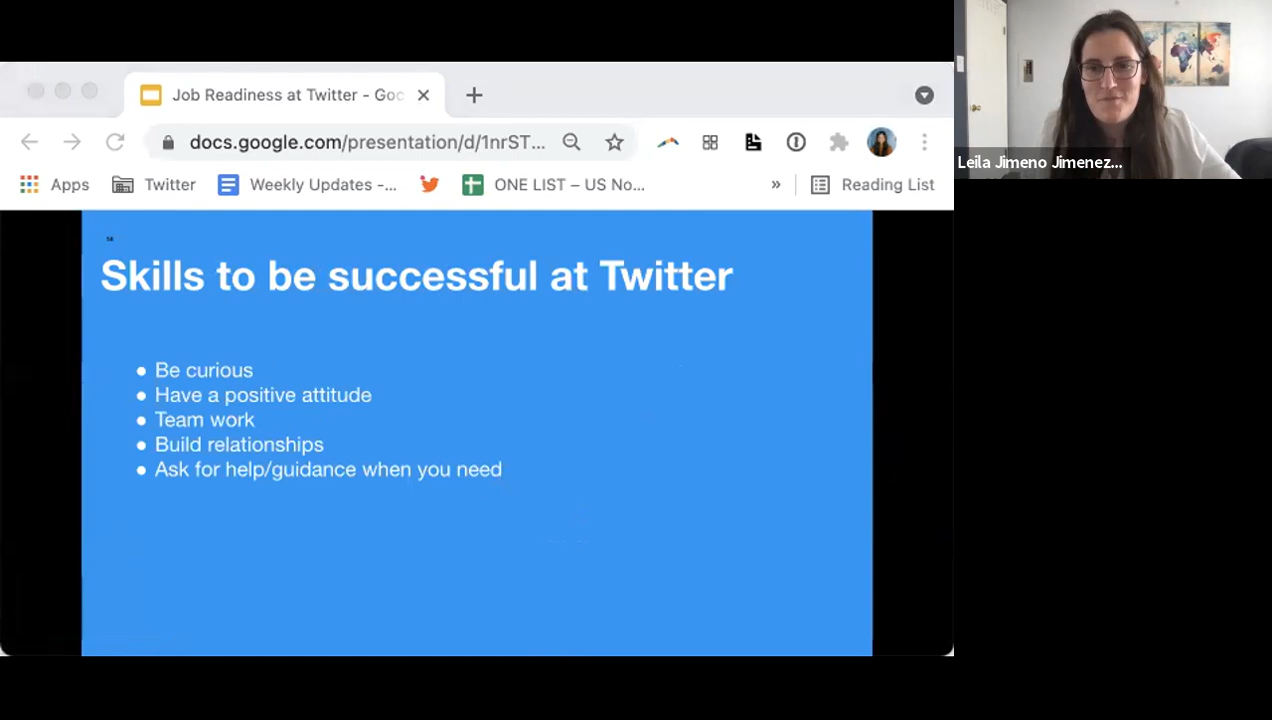 Job Readiness at Twitter - Goo
docs.google.com/presentation/d/1nrST...
Apps
Twitter
Weekly Updates -...
ONE LIST – US No...
»
Reading List
Leila Jimeno Jimenez...
Skills to be successful at Twitter
• Be curious
• Have a positive attitude
• Team work
• Build relationships
• Ask for help/guidance when you need